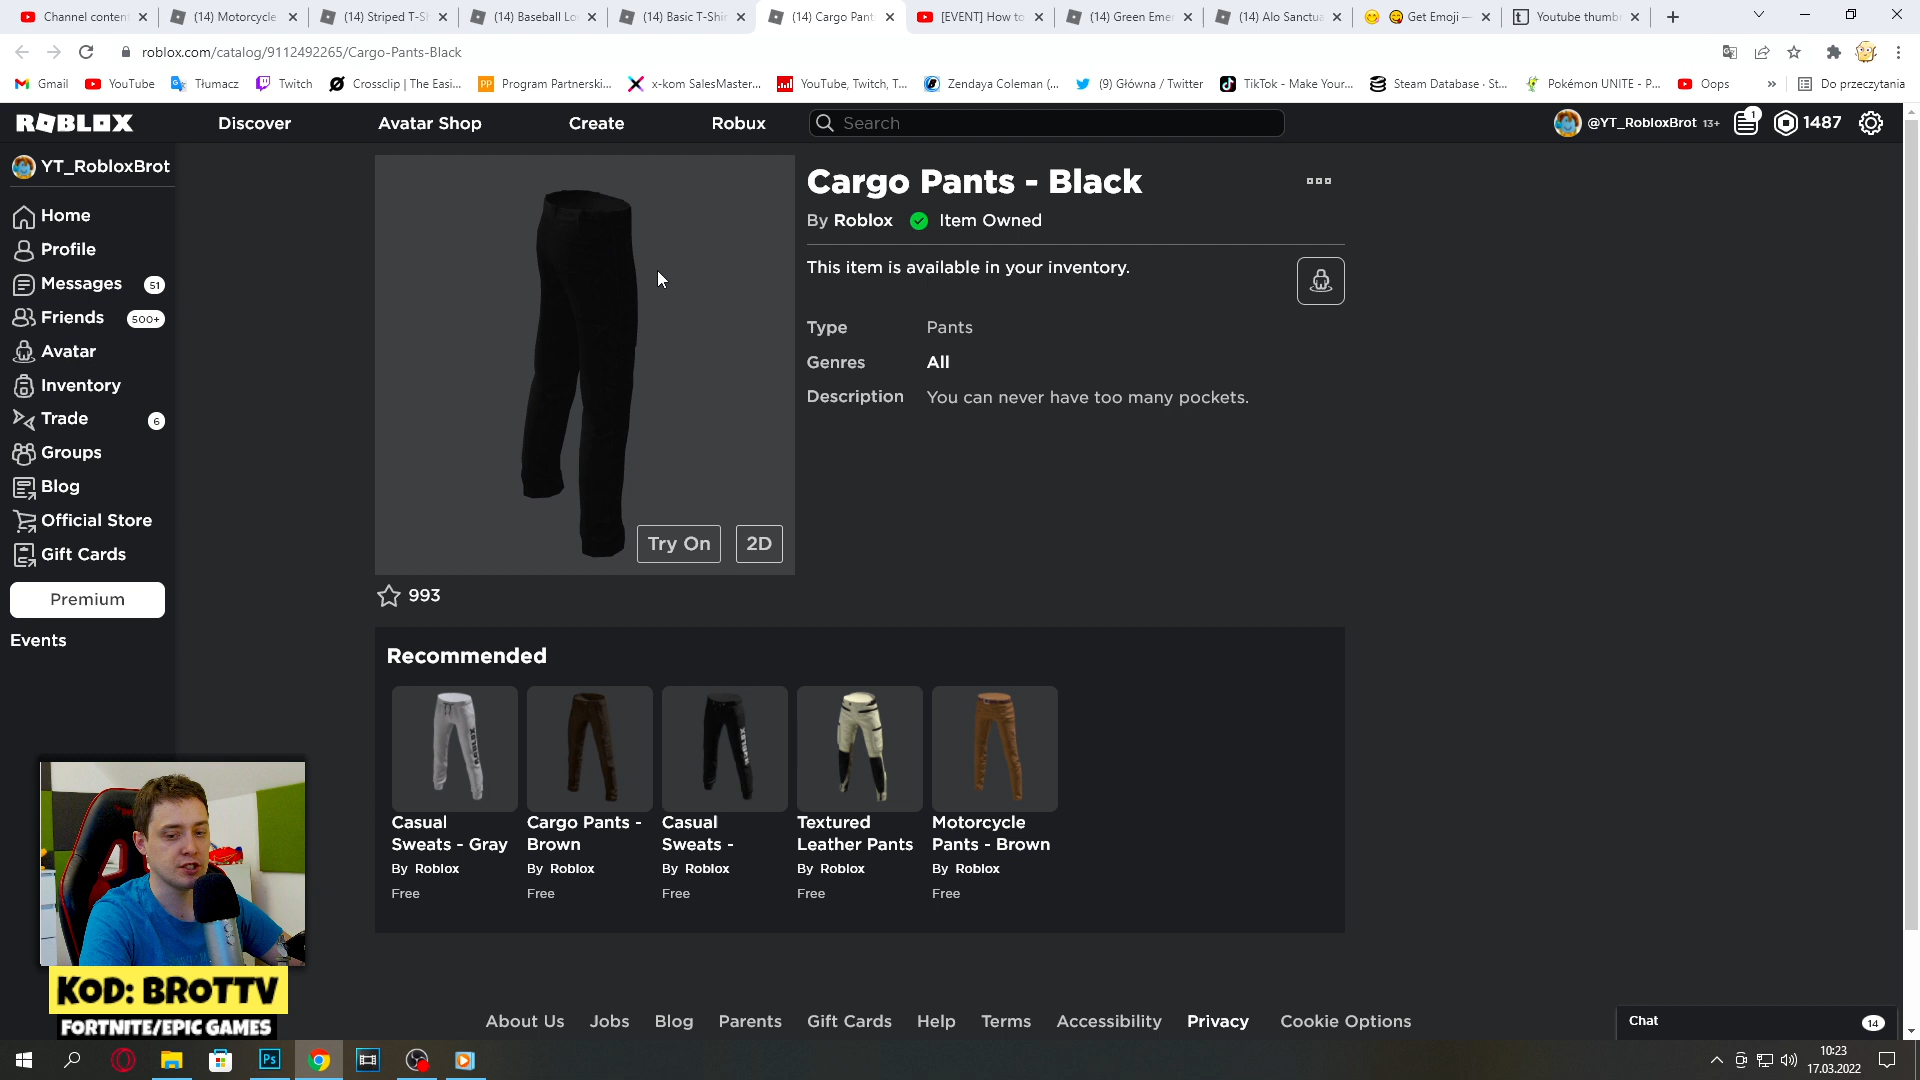 Channel content
(14) Motorcycle
(14) Striped T-Sh
(14) Baseball Lo
(14) Basic T-Shir
(14) Cargo Pant
[EVENT] How to
(14) Green Emer
(14) Alo Sanctua
Get Emoji —
Youtube thumb
roblox.com/catalog/9112492265/Cargo-Pants-Black
Gmail
YouTube
Tłumacz
Twitch
Crossclip | The Easi...
Program Partnerski...
x-kom SalesMaster...
YouTube, Twitch, T...
Zendaya Coleman (...
(9) Główna / Twitter
TikTok - Make Your...
Steam Database · St...
Pokémon UNITE - P...
Oops
»
Do przeczytania
ROBLOX
Discover
Avatar Shop
Create
Robux
Search
@YT_RobloxBrot 13+
1
1487
YT_RobloxBrot
Home
Profile
Messages 51
Friends 500+
Avatar
Inventory
Trade 6
Groups
Blog
Official Store
Gift Cards
Premium
Events
Cargo Pants - Black
By Roblox Item Owned
This item is available in your inventory.
Type Pants
Genres All
Description You can never have too many pockets.
Try On
2D
993
Recommended
Casual Sweats - Gray
By Roblox
Free
Cargo Pants - Brown
By Roblox
Free
ROBLOX
Casual Sweats -
By Roblox
Free
Textured Leather Pants
By Roblox
Free
Motorcycle Pants - Brown
By Roblox
Free
KOD: BROTTV
FORTNITE/EPIC GAMES
About Us
Jobs
Blog
Parents
Gift Cards
Help
Terms
Accessibility
Privacy
Cookie Options
Chat 14
Ps
10:23
17.03.2022